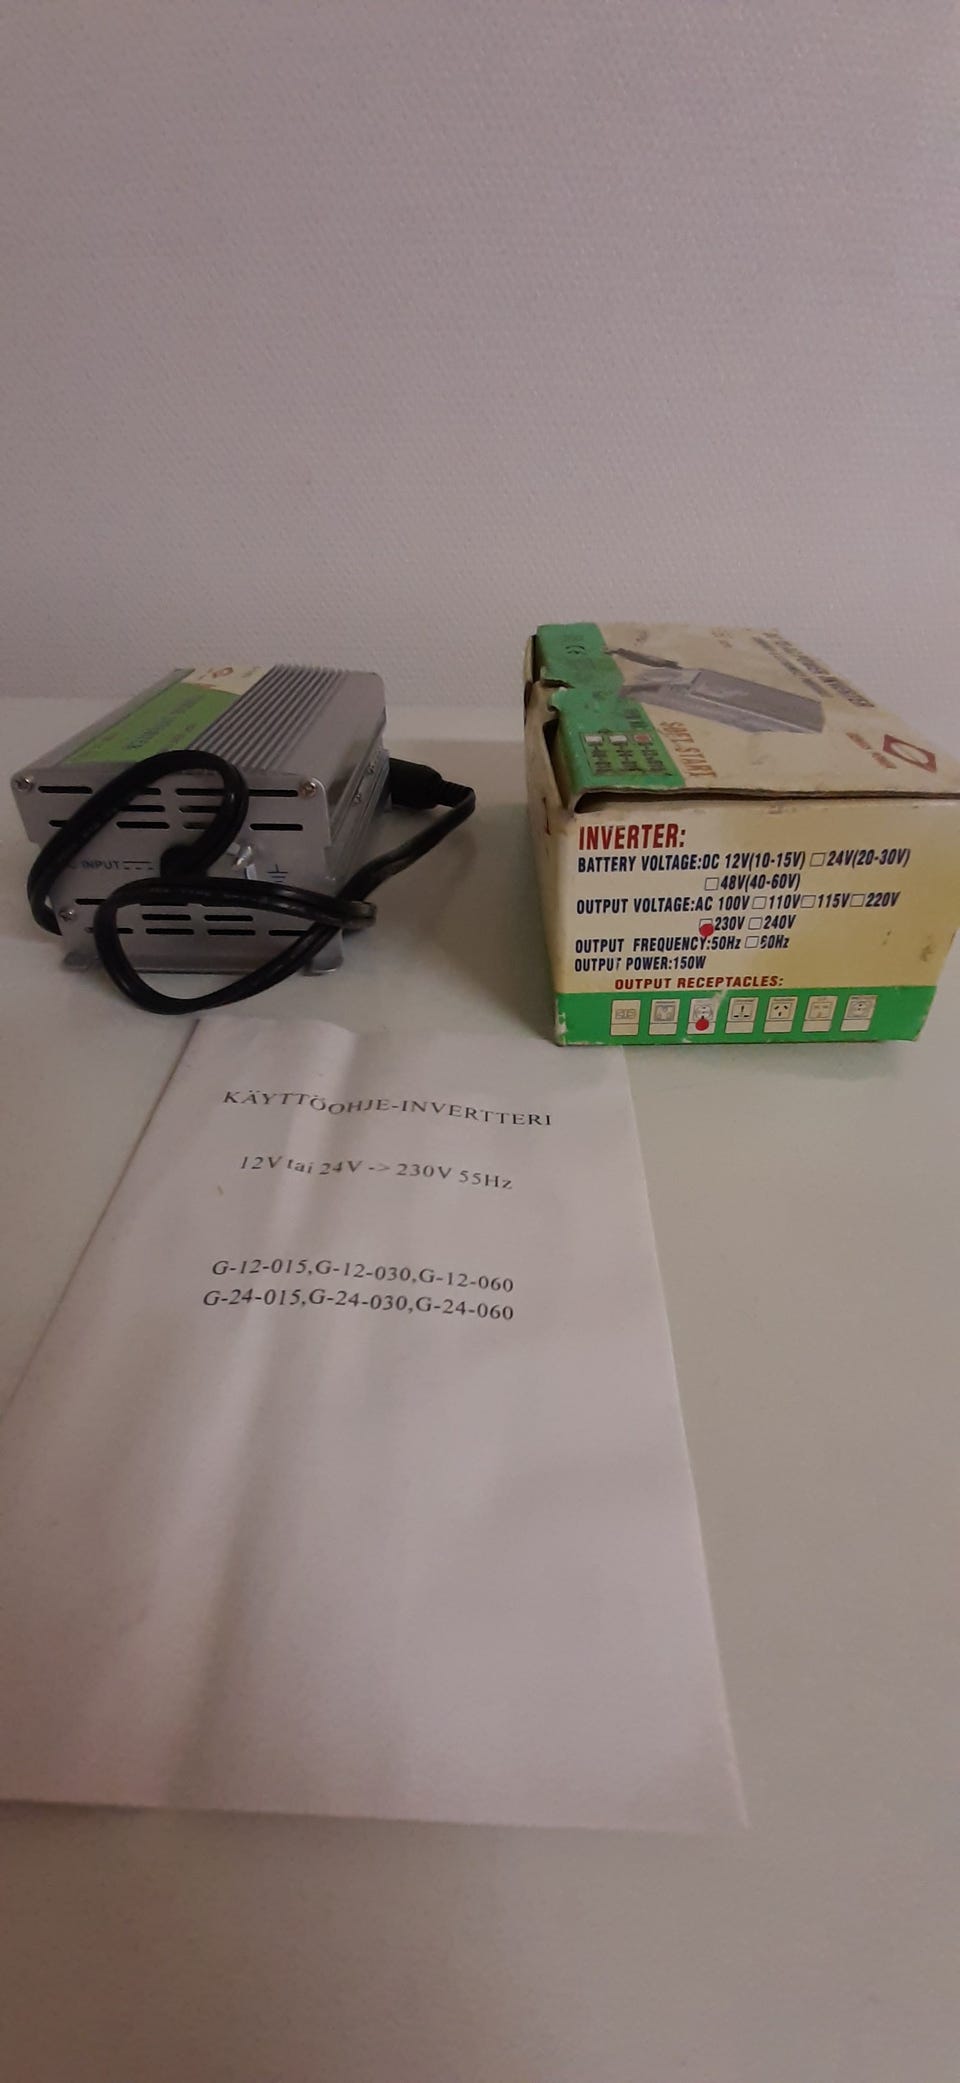 INPUT
SOFT-START
INVERTER:
BATTERY VOLTAGE:DC 12V(10-15V) □24V(20-30V)
□48V(40-60V)
OUTPUT VOLTAGE:AC 100V□110V□115V□220V
□230V □240V
OUTPUT FREQUENCY:50Hz □60Hz
OUTPUT POWER:150W
OUTPUT RECEPTACLES:
KÄYTTÖOHJE-INVERTTERI
12V tai 24V -> 230V 55Hz
G-12-015,G-12-030,G-12-060
G-24-015,G-24-030,G-24-060